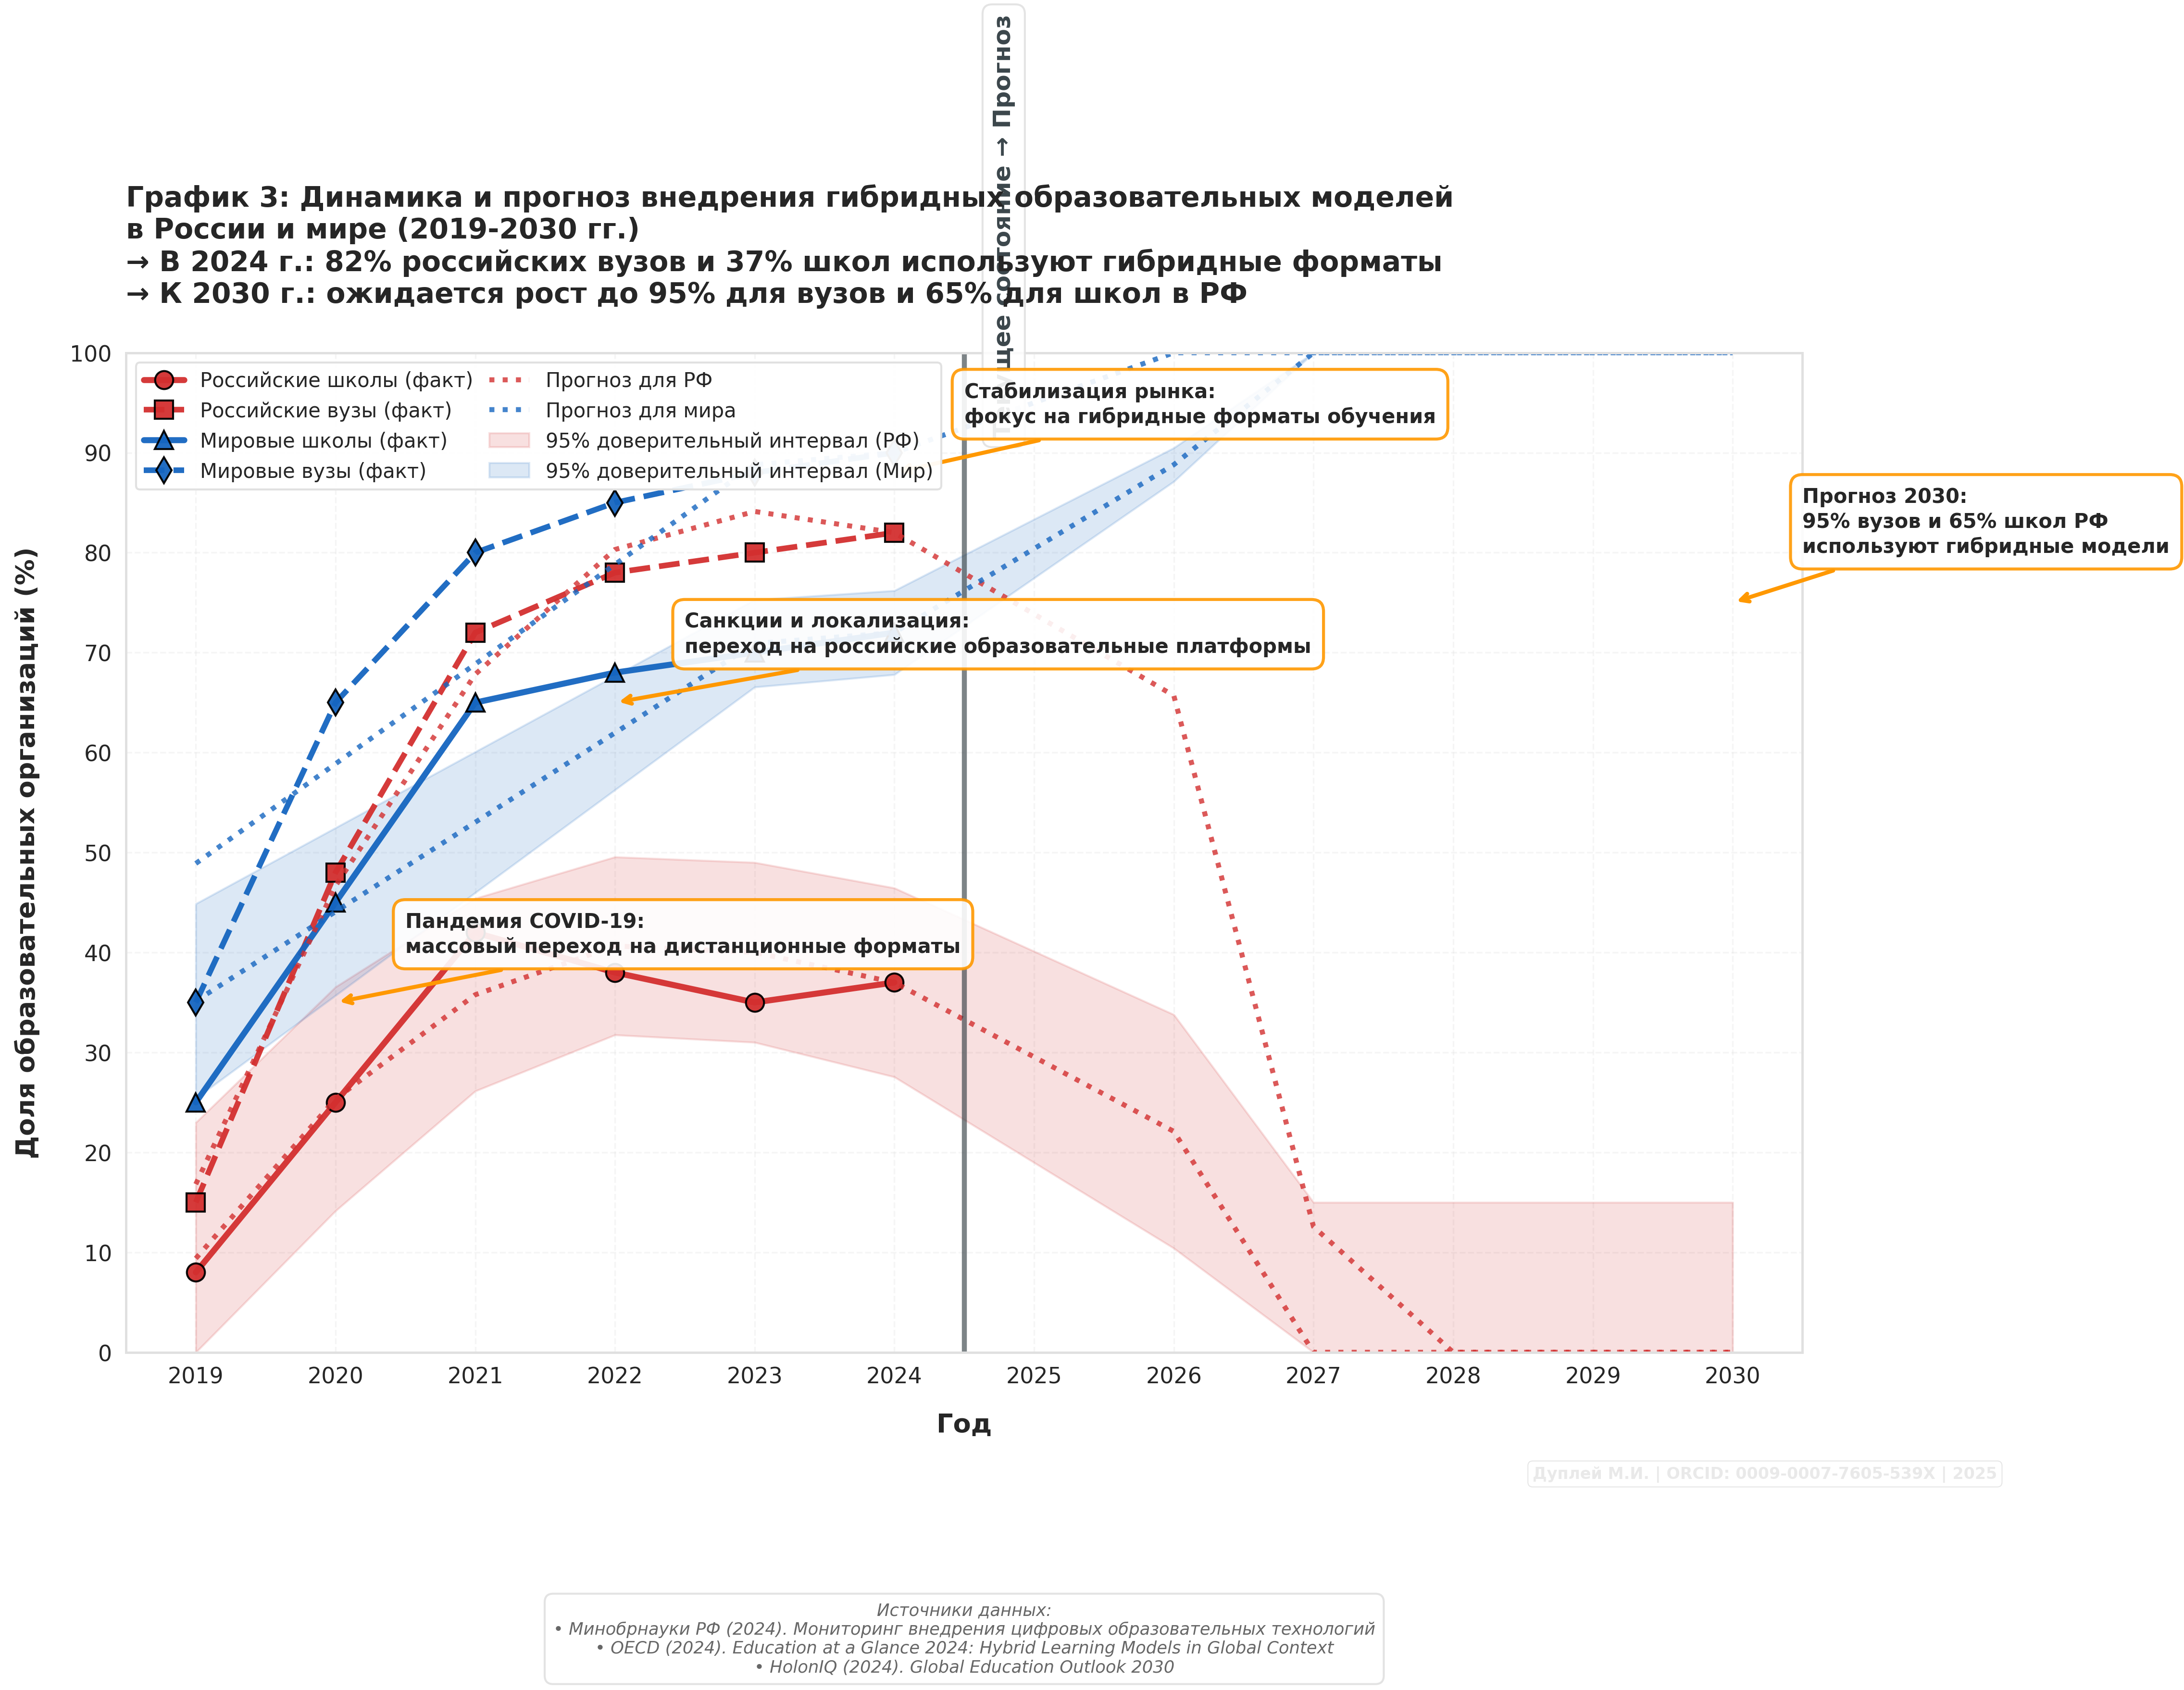 График 3: Динамика и прогноз внедрения гибридных образовательных моделей
в России и мире (2019-2030 гг.)
→ В 2024 г.: 82% российских вузов и 37% школ используют гибридные форматы
→ К 2030 г.: ожидается рост до 95% для вузов и 65% для школ в РФ
состояние → Прогноз
Доля образовательных организаций (%)
100
90
80
70
60
50
40
30
20
10
0
Российские школы (факт)
Российские вузы (факт)
Мировые школы (факт)
Мировые вузы (факт)
Прогноз для РФ
Прогноз для мира
95% доверительный интервал (РФ)
95% доверительный интервал (Мир)
Стабилизация рынка:
фокус на гибридные форматы обучения
Прогноз 2030:
95% вузов и 65% школ РФ
используют гибридные модели
Санкции и локализация:
переход на российские образовательные платформы
Пандемия COVID-19:
массовый переход на дистанционные форматы
2019 2020 2021 2022 2023 2024 2025 2026 2027 2028 2029 2030
Год
Дуплей М.И. | ORCID: 0009-0007-7605-539X | 2025
Источники данных:
• Минобрнауки РФ (2024). Мониторинг внедрения цифровых образовательных технологий
• OECD (2024). Education at a Glance 2024: Hybrid Learning Models in Global Context
• HolonIQ (2024). Global Education Outlook 2030